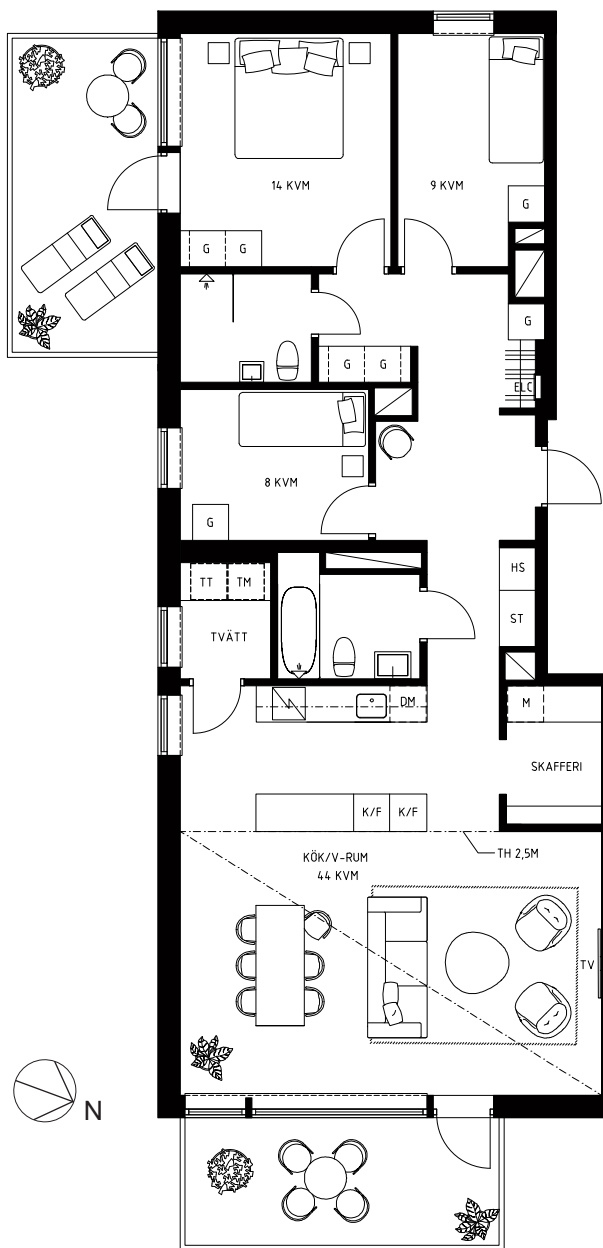 14 KVM
9 KVM
G
G G
G
G G
ELC
8 KVM
G
TT TM
HS
ST
TVÄTT
DM
M
SKAFFERI
K/F K/F
TH 2,5M
KÖK/V-RUM
44 KVM
TV
N